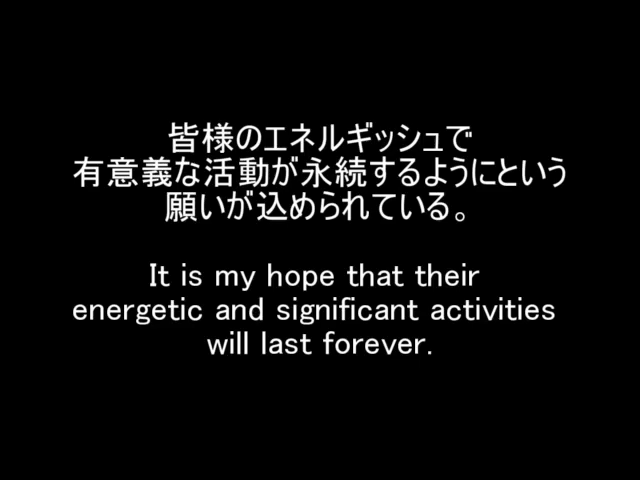 皆様のエネルギッシュで
有意義な活動が永続するようにという
願いが込められている。
It is my hope that their
energetic and significant activities
will last forever.